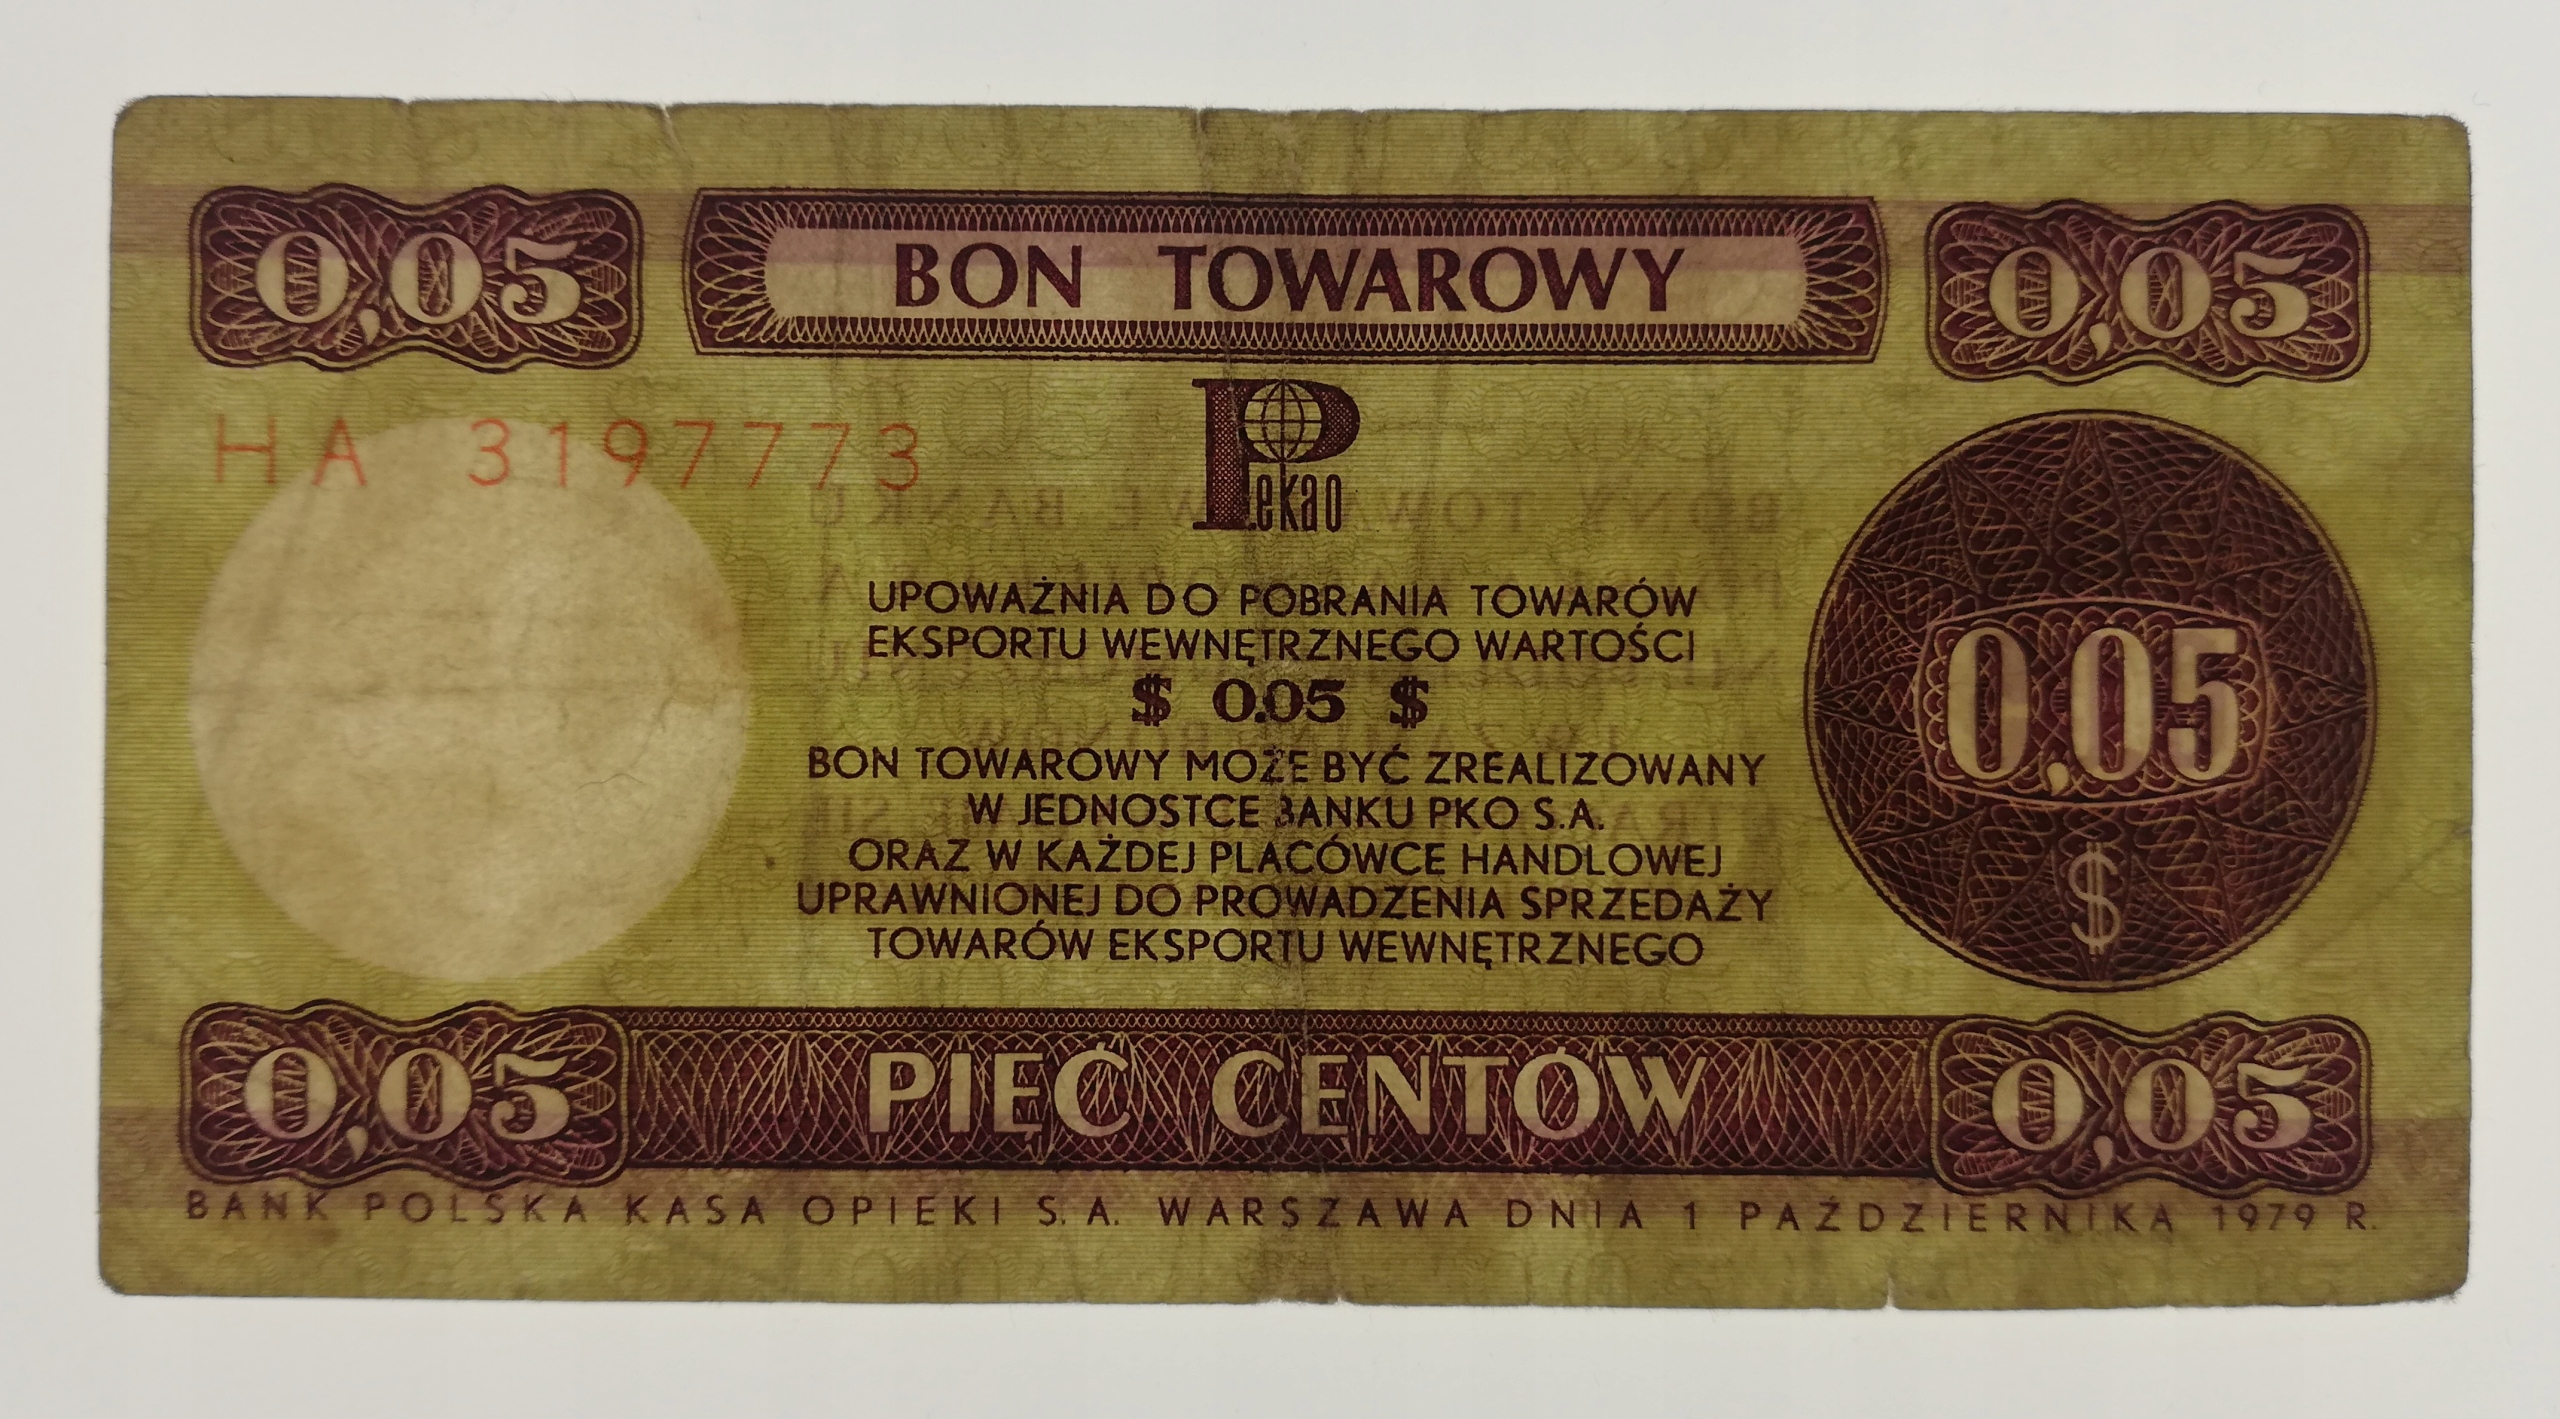 0,05 BON TOWAROWY 0,05
HA 3197773
Pekao
UPOWAŻNIA DO POBRANIA TOWARÓW
EKSPORTU WEWNĘTRZNEGO WARTOŚCI
$ 0.05 $
BON TOWAROWY MOŻE BYĆ ZREALIZOWANY
W JEDNOSTCE BANKU PKO S.A.
ORAZ W KAŻDEJ PLACÓWCE HANDLOWEJ
UPRAWNIONEJ DO PROWADZENIA SPRZEDAŻY
TOWARÓW EKSPORTU WEWNĘTRZNEGO
0,05
$
0,05 PIĘĆ CENTÓW 0,05
BANK POLSKA KASA OPIEKI S.A. WARSZAWA DNIA 1 PAŹDZIERNIKA 1979 R.